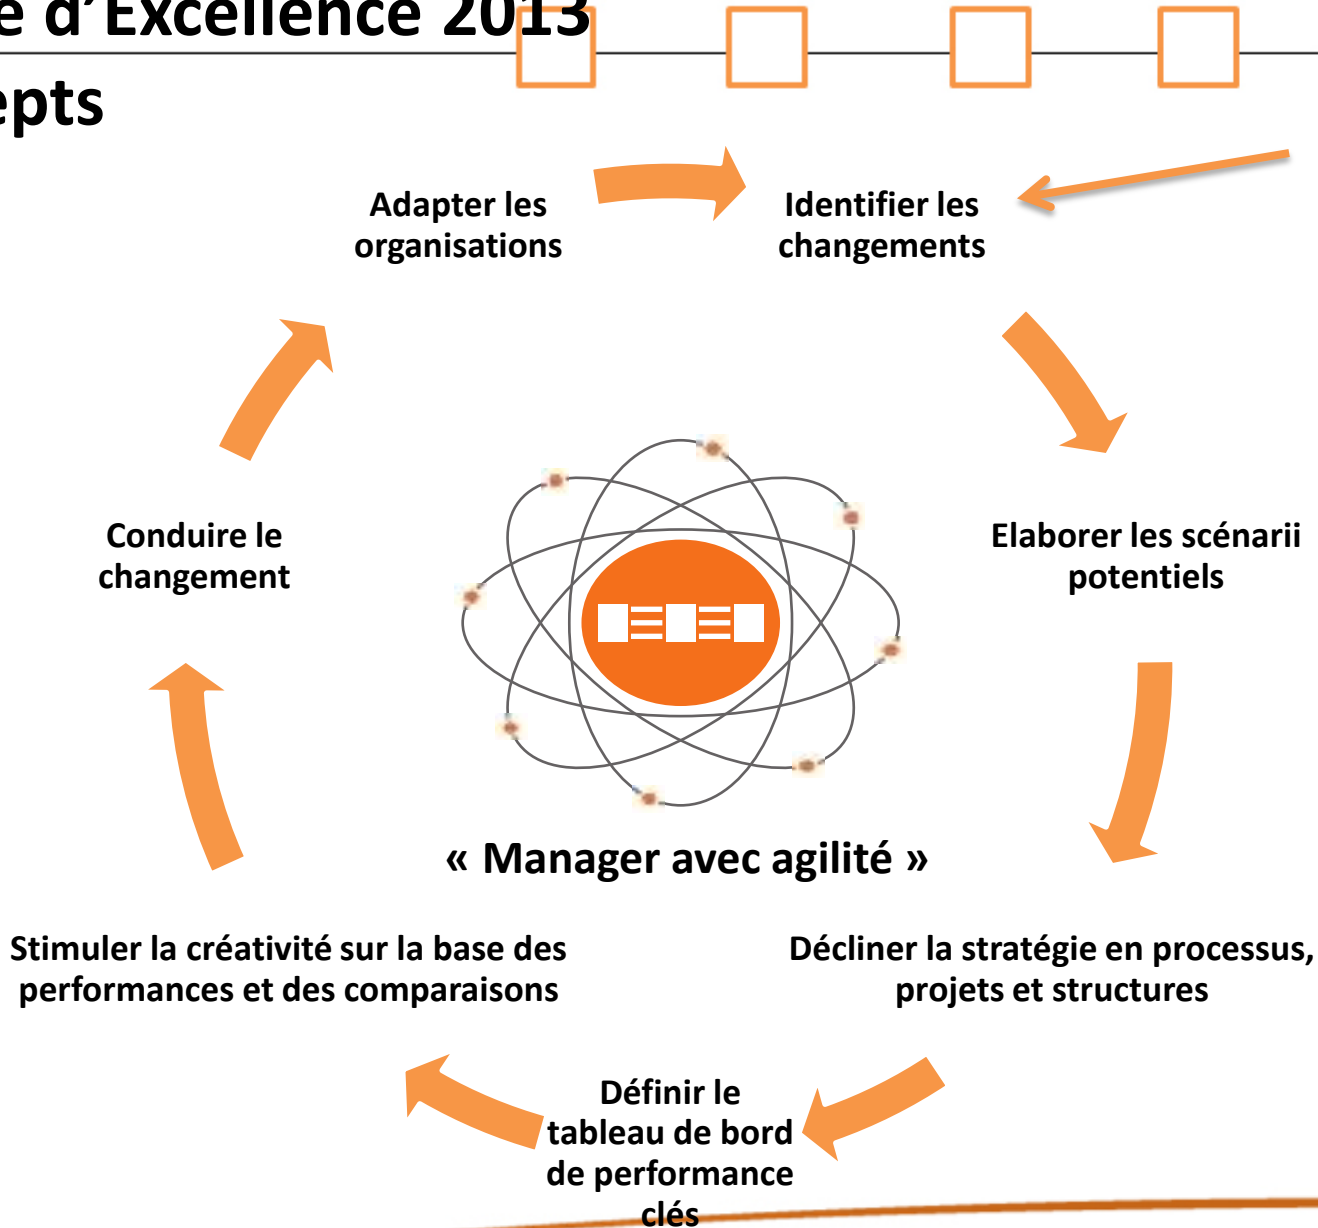 e d’Excellence 2013
epts
Adapter les
organisations
Identifier les
changements
Conduire le
changement
Elaborer les scénarii
potentiels
« Manager avec agilité »
Stimuler la créativité sur la base des
performances et des comparaisons
Décliner la stratégie en processus,
projets et structures
Définir le
tableau de bord
de performance
clés